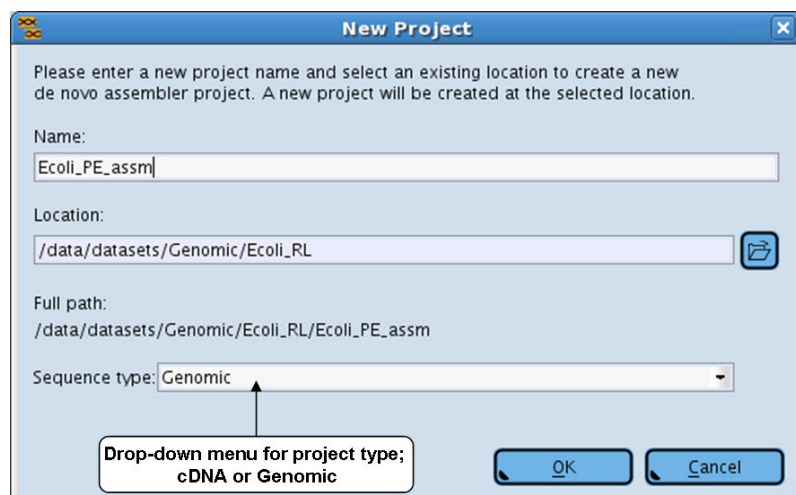 New Project
Please enter a new project name and select an existing location to create a new
de novo assembler project. A new project will be created at the selected location.
Name:
Ecoli_PE_assm
Location:
/data/datasets/Genomic/Ecoli_RL
Full path:
/data/datasets/Genomic/Ecoli_RL/Ecoli_PE_assm
Sequence type: Genomic
Drop-down menu for project type;
cDNA or Genomic
OK
Cancel